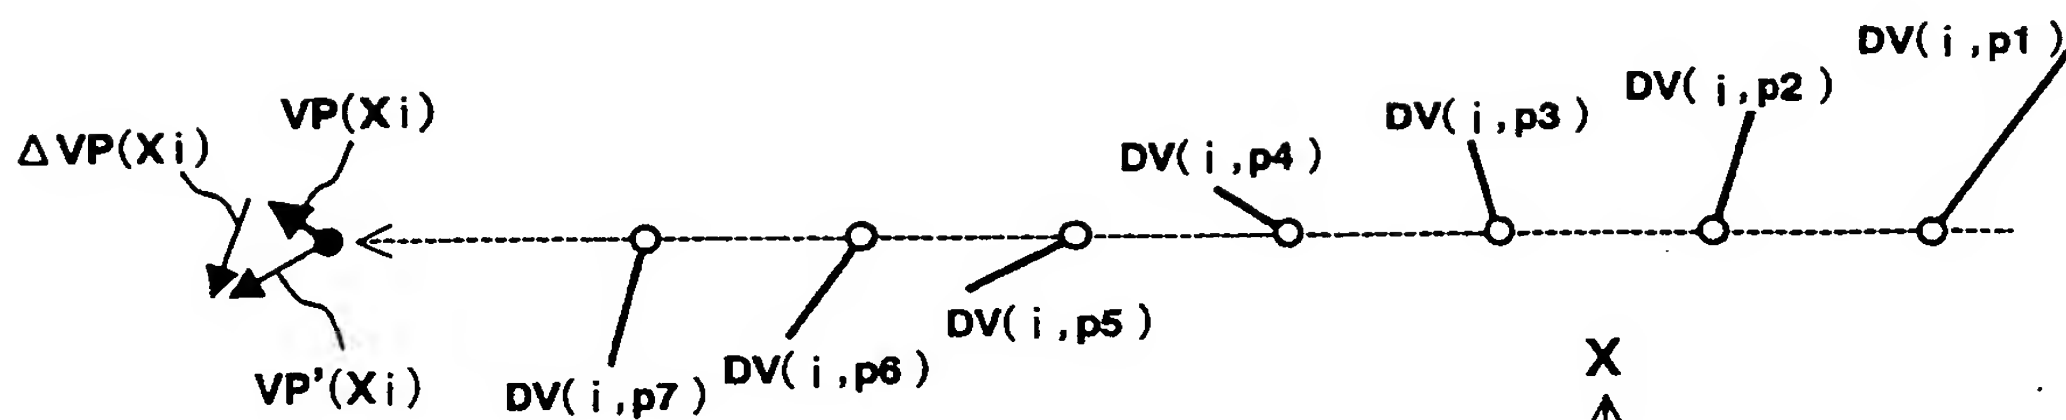 DV( i ,p1 )
DV( i ,p2 )
VP(Xi)
DV( i ,p3 )
Δ VP(Xi)
DV( i ,p4 )
DV( i ,p5 )
X
DV( i ,p6 )
VP'(Xi)
DV( i ,p7 )